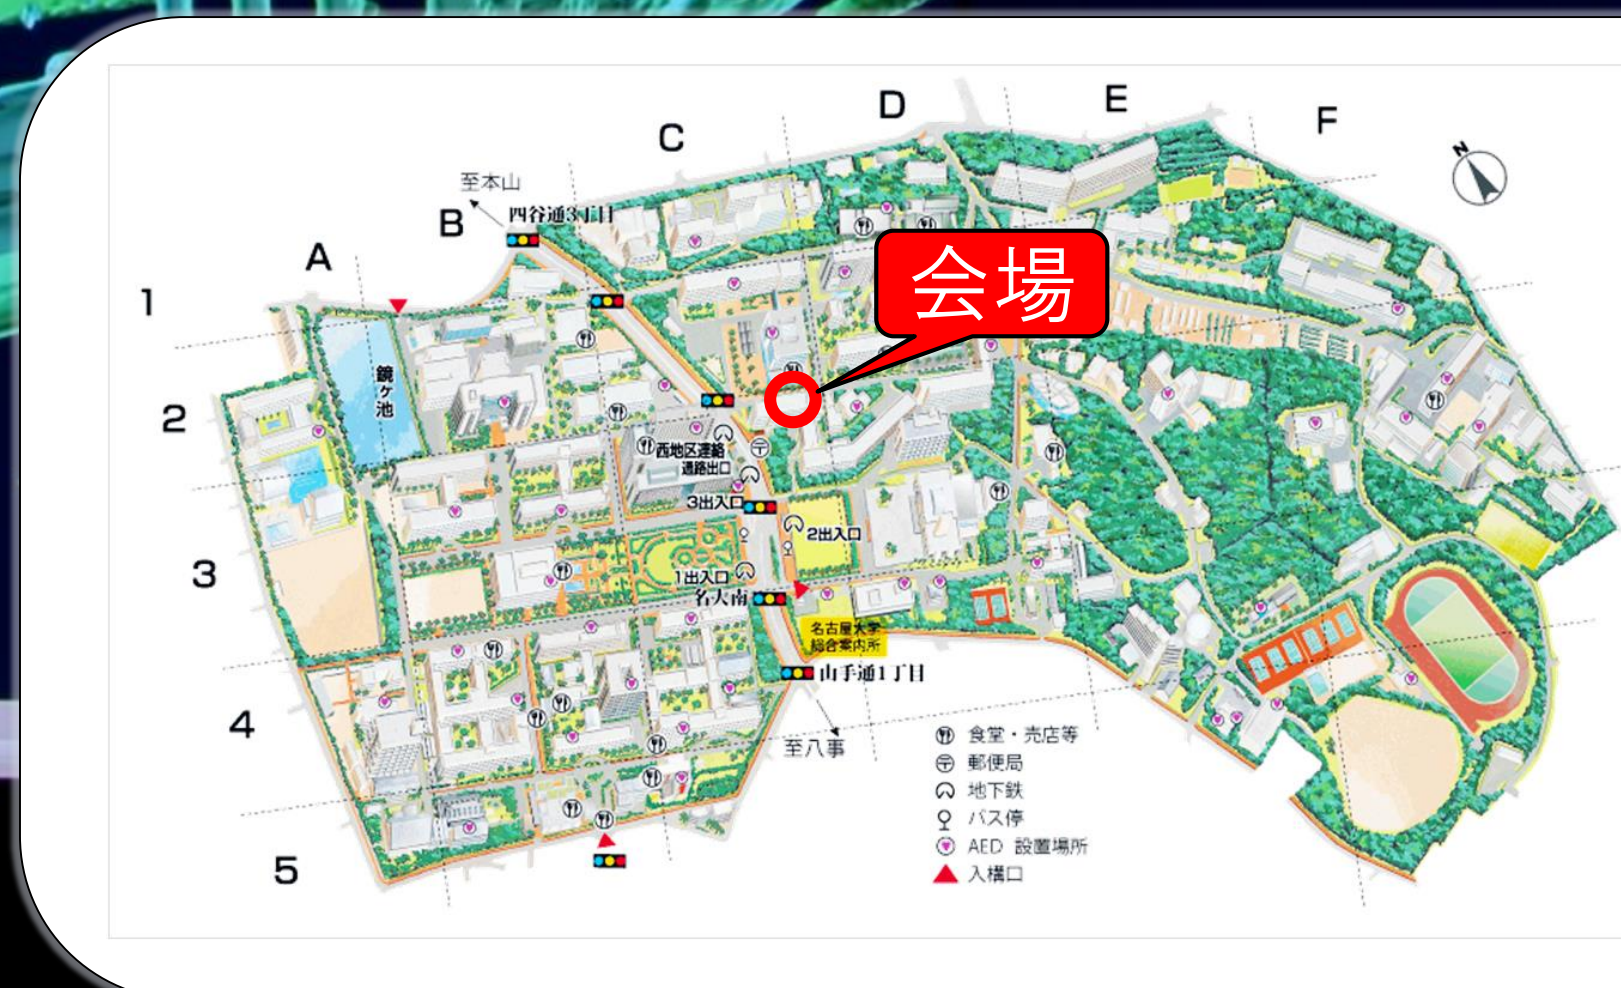 A
B
C
D
E
F
1
2
3
4
5
N
至本山
四谷通3丁目
会場
鏡ヶ池
西地区連絡
通路出口
3出入口
2出入口
1出入口
名大南
名古屋大学
総合案内所
山手通1丁目
至八事
食堂・売店等
郵便局
地下鉄
バス停
AED 設置場所
入構口